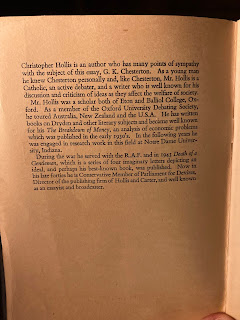 Christopher Hollis is an author who has many points of sympathy
with the subject of this essay, G. K. Chesterton. As a young man
he knew Chesterton personally and, like Chesterton, Mr. Hollis is a
Catholic, an active debater, and a writer who is well known for his
discussion and criticism of ideas as they affect the welfare of society.
Mr. Hollis was a scholar both of Eton and Balliol College, Ox-
ford. As a member of the Oxford University Debating Society,
he toured Australia, New Zealand and the U.S.A. He has written
books on Dryden and other literary subjects and became well known
for his The Breakdown of Money, an analysis of economic problems
which was published in the early 1930's. In the following years he
was engaged in research work in this field at Notre Dame Univer-
sity, Indiana.
During the war he served with the R.A.F. and in 1945 Death of a
Gentleman, which is a series of four imaginary letters depicting an
ideal, and perhaps his best-known book, was published. Now in
his late forties he is Conservative Member of Parliament for Devizes,
Director of the publishing firm of Hollis and Carter, and well known
as an essayist and broadcaster.